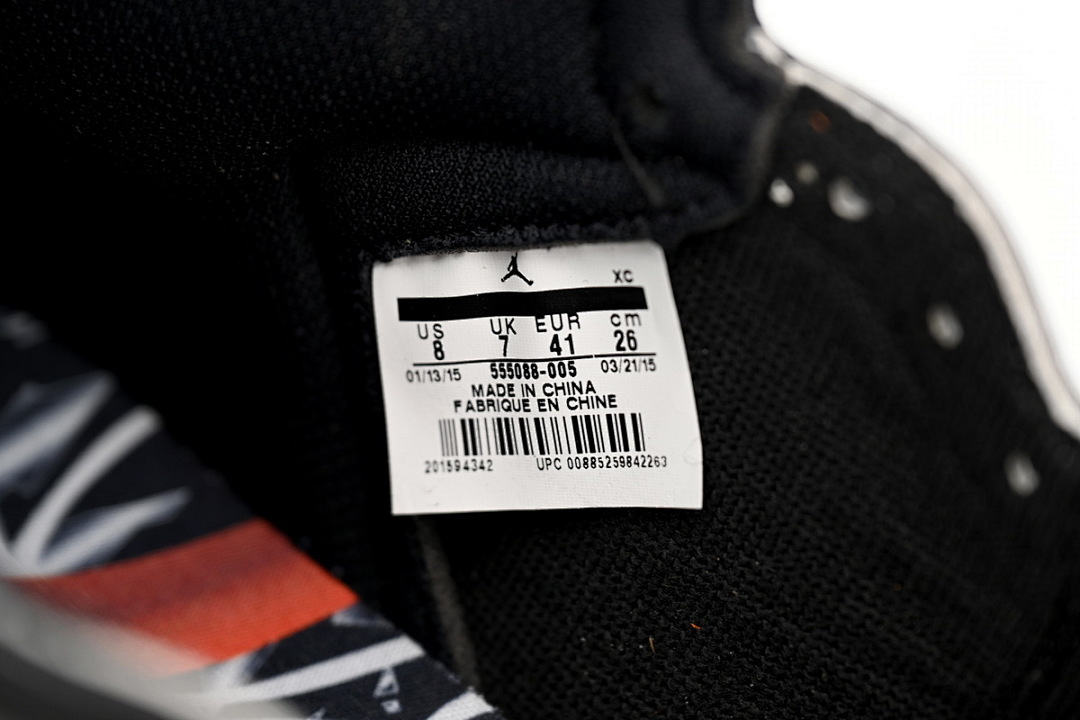 XC
US UK EUR cm
8 7 41 26
01/13/15 555088-005 03/21/15
MADE IN CHINA
FABRIQUE EN CHINE
201594342 UPC 00885259842263